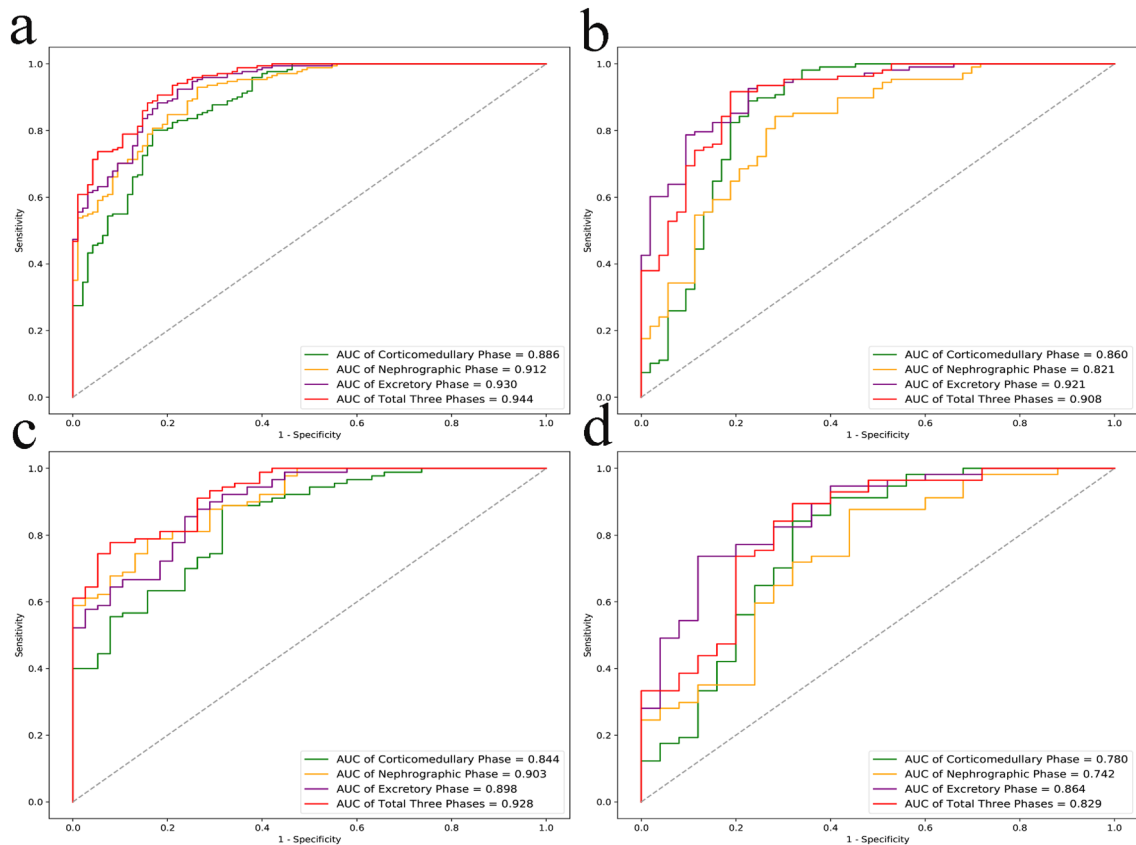 a
1.0
0.8
0.6
0.4
0.2
0.0
Sensitivity
AUC of Corticomedullary Phase = 0.886
AUC of Nephrographic Phase = 0.912
AUC of Excretory Phase = 0.930
AUC of Total Three Phases = 0.944
0.0 0.2 0.4 0.6 0.8 1.0
1 - Specificity
b
1.0
0.8
0.6
0.4
0.2
0.0
Sensitivity
AUC of Corticomedullary Phase = 0.860
AUC of Nephrographic Phase = 0.821
AUC of Excretory Phase = 0.921
AUC of Total Three Phases = 0.908
0.0 0.2 0.4 0.6 0.8 1.0
1 - Specificity
c
1.0
0.8
0.6
0.4
0.2
0.0
Sensitivity
AUC of Corticomedullary Phase = 0.844
AUC of Nephrographic Phase = 0.903
AUC of Excretory Phase = 0.898
AUC of Total Three Phases = 0.928
0.0 0.2 0.4 0.6 0.8 1.0
1 - Specificity
d
1.0
0.8
0.6
0.4
0.2
0.0
Sensitivity
AUC of Corticomedullary Phase = 0.780
AUC of Nephrographic Phase = 0.742
AUC of Excretory Phase = 0.864
AUC of Total Three Phases = 0.829
0.0 0.2 0.4 0.6 0.8 1.0
1 - Specificity